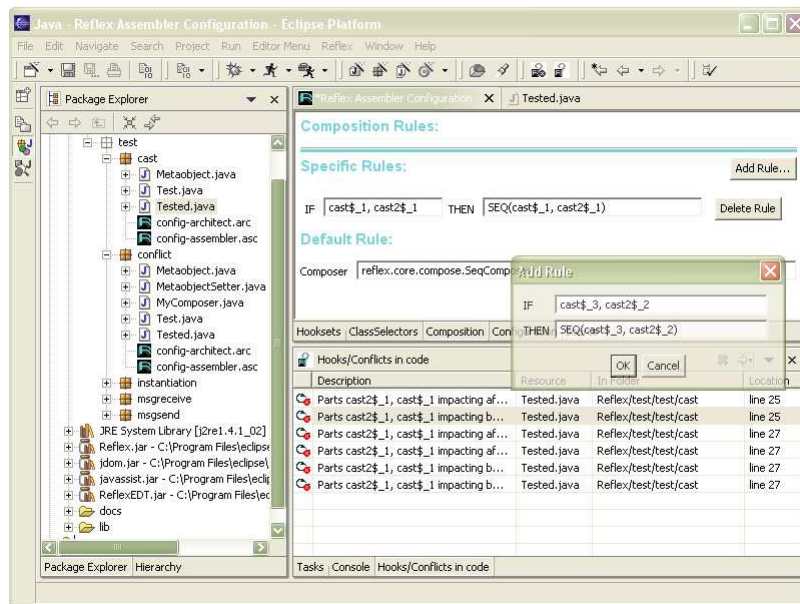 Java - Reflex Assembler Configuration - Eclipse Platform
File Edit Navigate Search Project Run Editor Menu Reflex Window Help
Package Explorer
*Reflex Assembler Configuration
Tested.java
test
cast
Metaobject.java
Test.java
Tested.java
config-architect.arc
config-assembler.asc
conflict
Metaobject.java
MetaobjectSetter.java
MyComposer.java
Test.java
Tested.java
config-architect.arc
config-assembler.asc
instantiation
msgreceive
msgsend
JRE System Library [j2re1.4.1_02]
Reflex.jar - C:\Program Files\eclipse
jdom.jar - C:\Program Files\eclipse\
javassist.jar - C:\Program Files\eclip
ReflexEDT.jar - C:\Program Files\ec
docs
lib
Package Explorer Hierarchy
Composition Rules:
Specific Rules:
Add Rule...
IF cast$_1, cast2$_1 THEN SEQ(cast$_1, cast2$_1) Delete Rule
Default Rule:
Composer reflex.core.compose.SeqCompo
Add Rule
IF cast$_3, cast2$_2
THEN SEQ(cast$_3, cast2$_2)
OK Cancel
Hooksets ClassSelectors Composition
Hooks/Conflicts in code
Description Resource In Folder Location
Parts cast2$_1, cast$_1 impacting af... Tested.java Reflex/test/test/cast line 25
Parts cast2$_1, cast$_1 impacting b... Tested.java Reflex/test/test/cast line 25
Parts cast2$_1, cast$_1 impacting af... Tested.java Reflex/test/test/cast line 27
Parts cast2$_1, cast$_1 impacting af... Tested.java Reflex/test/test/cast line 27
Parts cast2$_1, cast$_1 impacting b... Tested.java Reflex/test/test/cast line 27
Parts cast2$_1, cast$_1 impacting b... Tested.java Reflex/test/test/cast line 27
Tasks Console Hooks/Conflicts in code